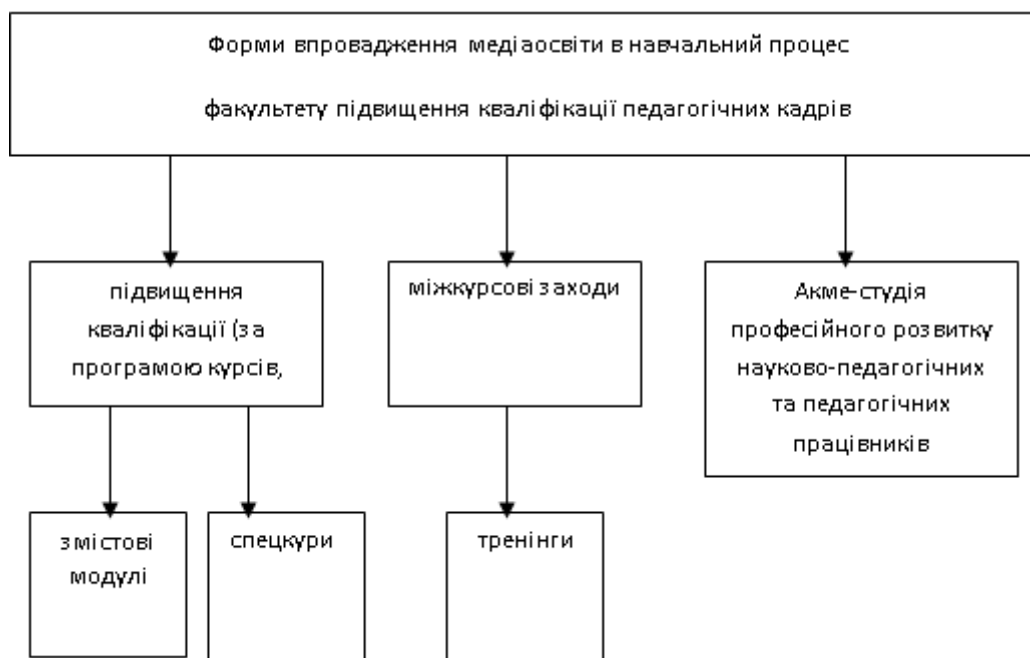 Форми впровадження медіаосвіти в навчальний процес
факультету підвищення кваліфікації педагогічних кадрів
підвищення
кваліфікації (за
програмою курсів,
міжкурсові заходи
Акме-студія
професійного розвитку
науково-педагогічних
та педагогічних
працівників
змістові
модулі
спецкури
тренінги